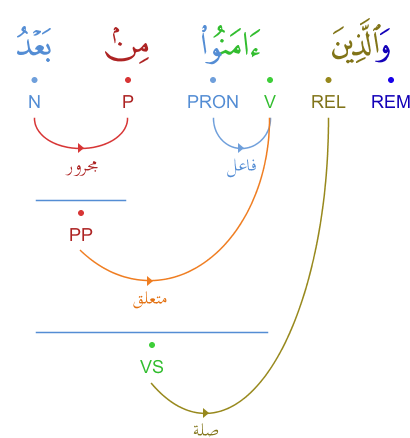 وَٱلَّذِينَ ءَامَنُوا۟ مِنۢ بَعْدُ
N P PRON V REL REM
مجرور فاعل
PP
متعلق
VS
صلة